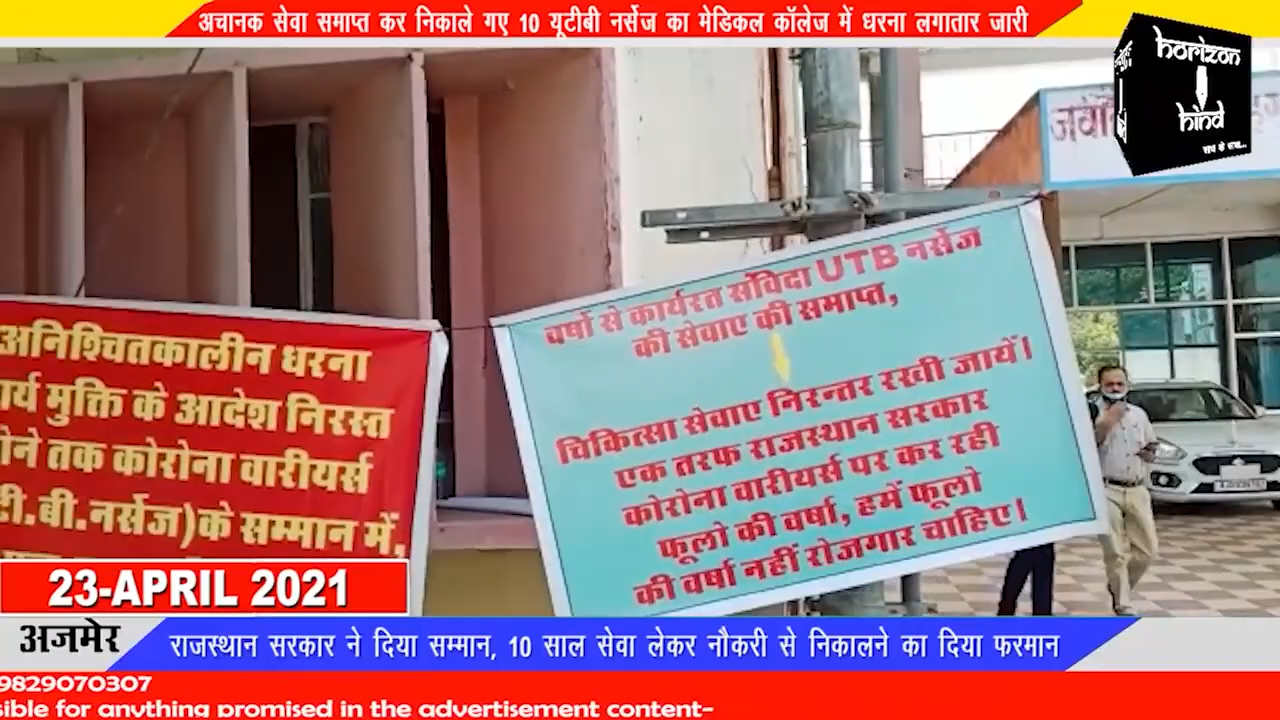 अचानक सेवा समाप्त कर निकाले गए 10 यूटीबी नर्सेज का मेडिकल कॉलेज में धरना लगातार जारी
horizon
hind
सच के साथ...
वर्षो से कार्यरत संविदा UTB नर्सेज
की सेवाए की समाप्त,
चिकित्सा सेवाए निरन्तर रखी जायें।
एक तरफ राजस्थान सरकार
कोरोना वारीयर्स पर कर रही
फूलो की वर्षा, हमें फूलो
की वर्षा नहीं रोजगार चाहिए।
अनिश्चितकालीन धरना
र्य मुक्ति के आदेश निरस्त
ोने तक कोरोना वारीयर्स
टी.बी.नर्सेज)के सम्मान में,
23-APRIL 2021
अजमेर
राजस्थान सरकार ने दिया सम्मान, 10 साल सेवा लेकर नौकरी से निकालने का दिया फरमान
9829070307
sible for anything promised in the advertisement content-